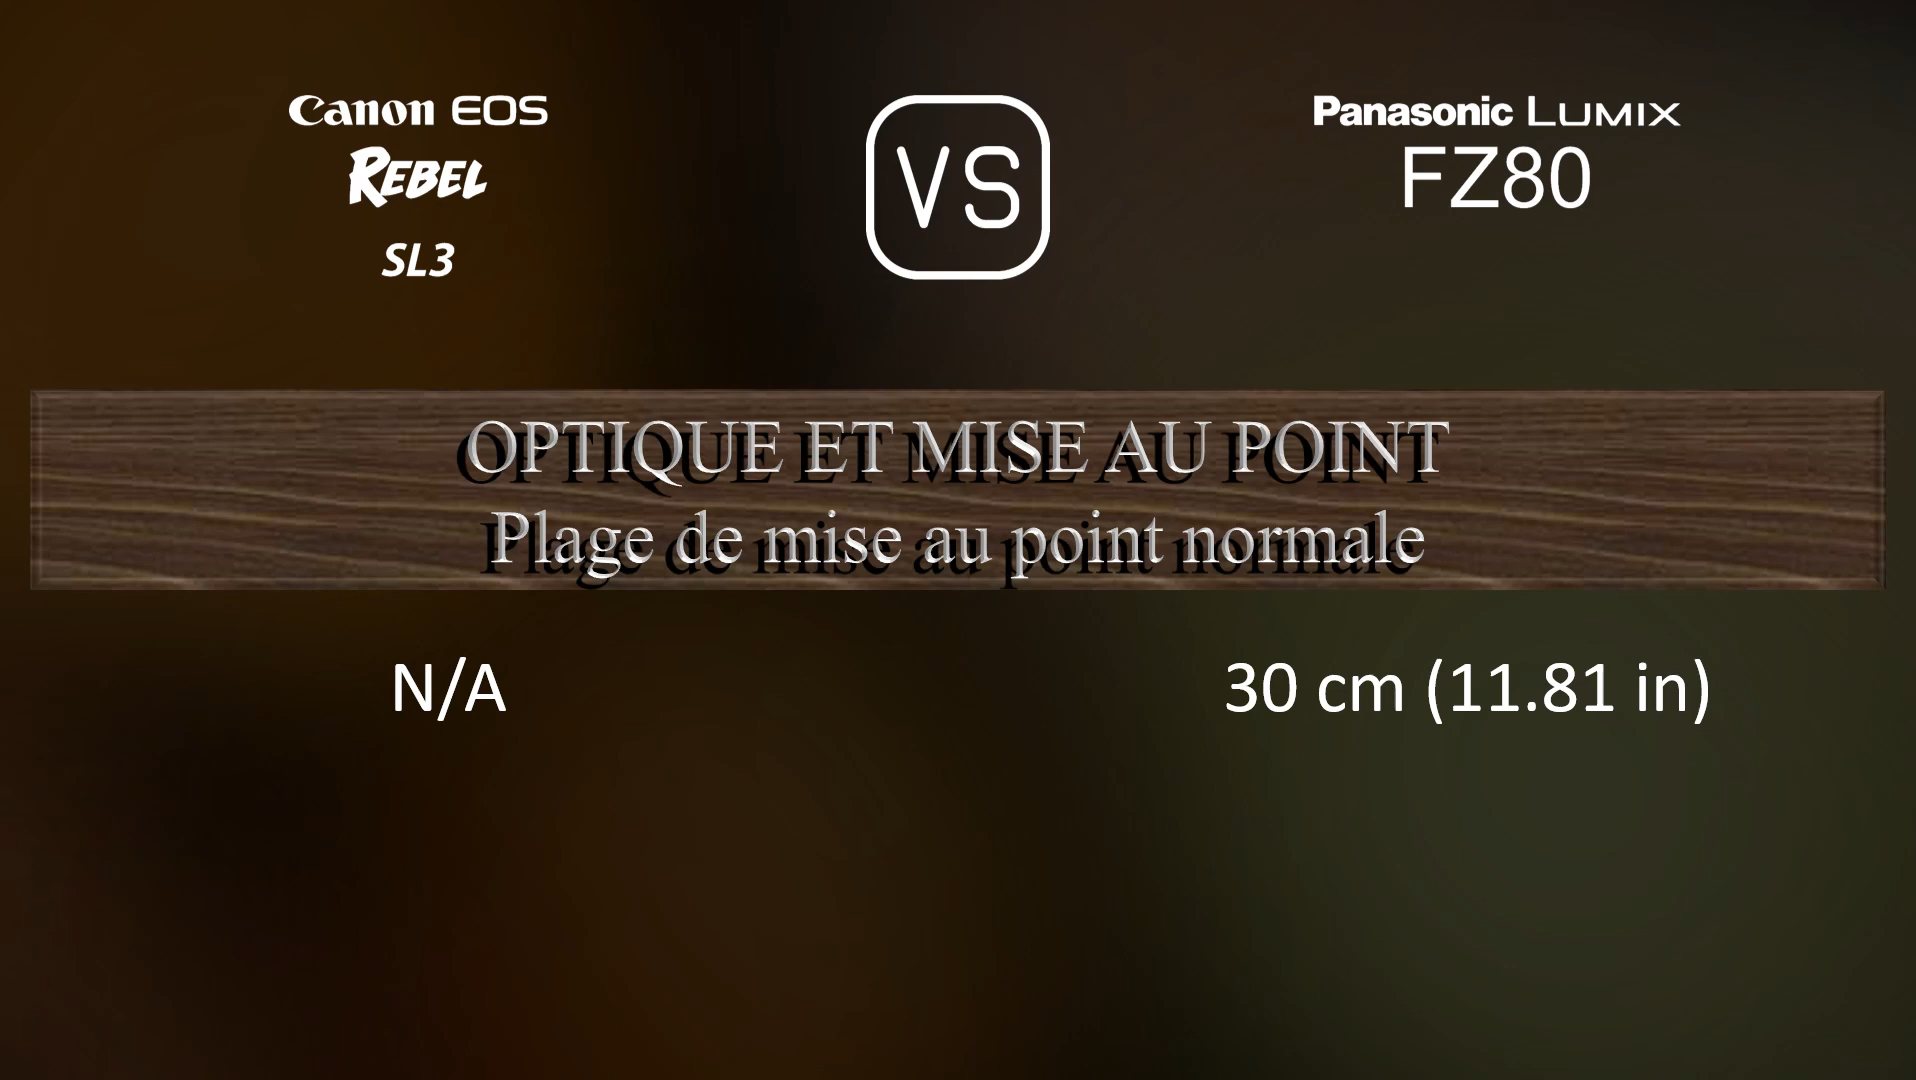 Canon EOS
REBEL
SL3
VS
Panasonic LUMIX
FZ80
OPTIQUE ET MISE AU POINT
Plage de mise au point normale
N/A
30 cm (11.81 in)